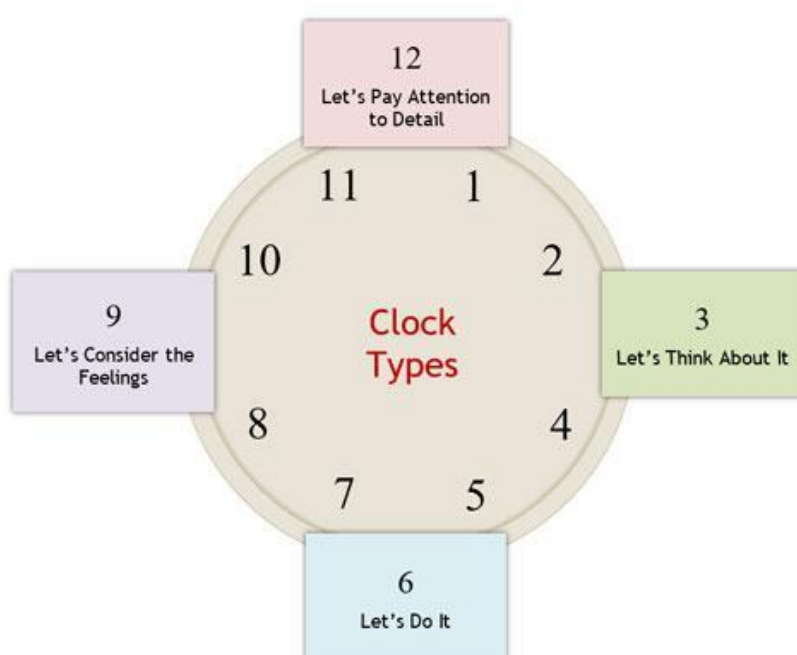 12
Let's Pay Attention
to Detail
11
1
10
2
9
Let's Consider the
Feelings
Clock
Types
3
Let's Think About It
8
4
7
5
6
Let's Do It